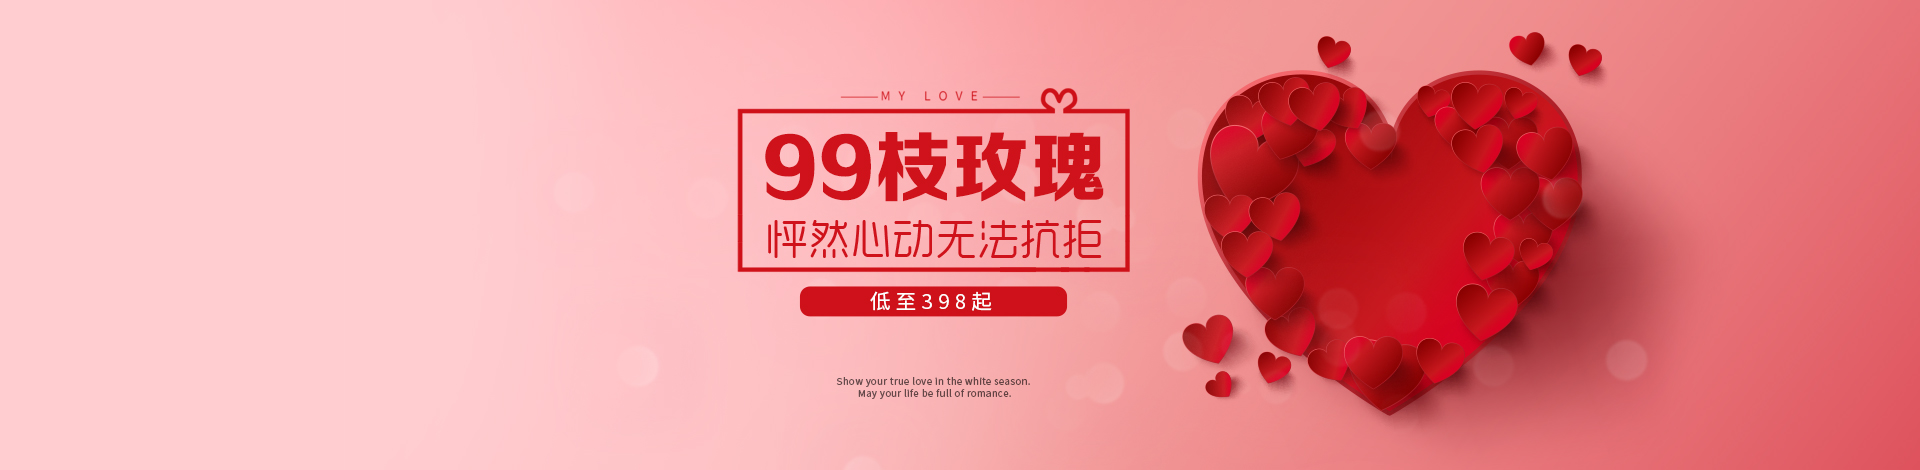 MY LOVE
99枝玫瑰
怦然心动无法抗拒
低至398起
Show your true love in the white season.
May your life be full of romance.